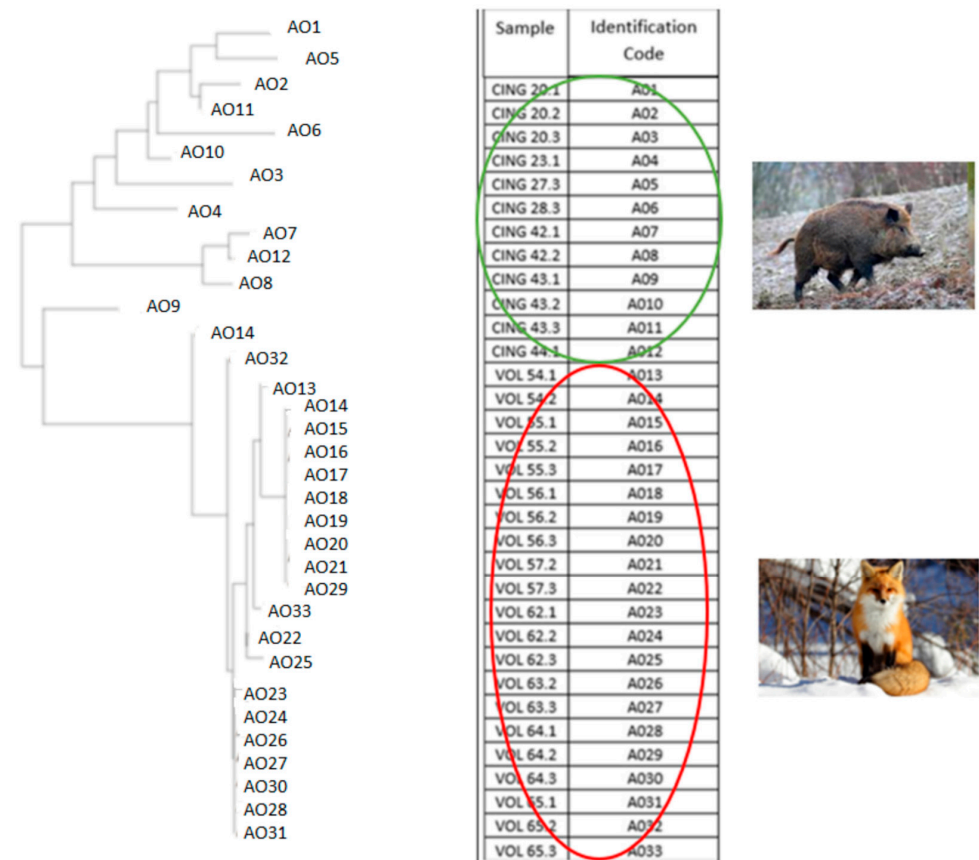 AO1
AO5
AO2
AO11
AO6
AO10
AO3
AO4
AO7
AO12
AO8
AO9
AO14
AO32
AO13
AO14
AO15
AO16
AO17
AO18
AO19
AO20
AO21
AO29
AO33
AO22
AO25
AO23
AO24
AO26
AO27
AO30
AO28
AO31
Sample Identification
Code
CING 20.1 A01
CING 20.2 A02
CING 20.3 A03
CING 23.1 A04
CING 27.3 A05
CING 28.3 A06
CING 42.1 A07
CING 42.2 A08
CING 43.1 A09
CING 43.2 A010
CING 43.3 A011
CING 44.1 A012
VOL 54.1 A013
VOL 54.2 A014
VOL 55.1 A015
VOL 55.2 A016
VOL 55.3 A017
VOL 56.1 A018
VOL 56.2 A019
VOL 56.3 A020
VOL 57.2 A021
VOL 57.3 A022
VOL 62.1 A023
VOL 62.2 A024
VOL 62.3 A025
VOL 63.2 A026
VOL 63.3 A027
VOL 64.1 A028
VOL 64.2 A029
VOL 64.3 A030
VOL 65.1 A031
VOL 65.2 A032
VOL 65.3 A033